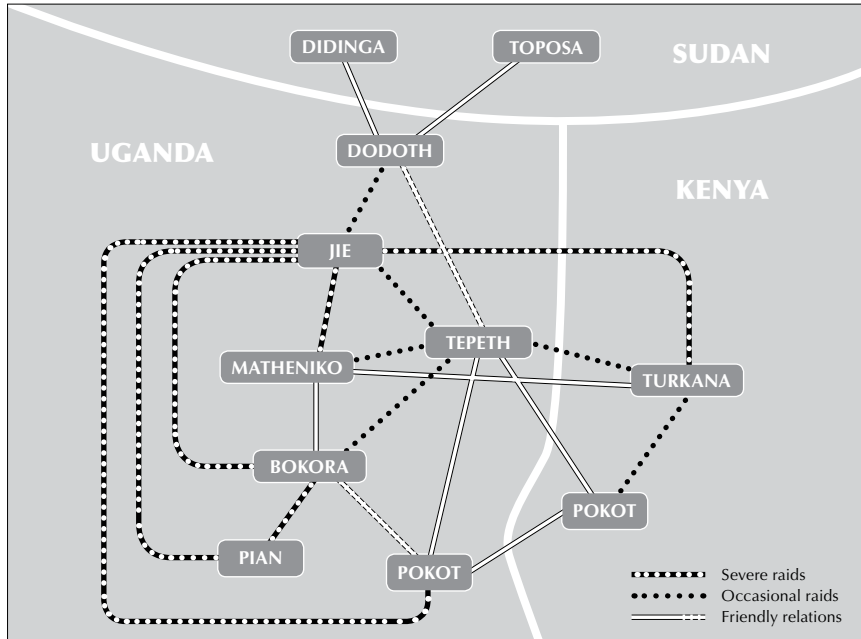 DIDINGA
TOPOSA
SUDAN
UGANDA
DODOTH
KENYA
JIE
TEPETH
MATHENIKO
TURKANA
BOKORA
POKOT
PIAN
POKOT
Severe raids
Occasional raids
Friendly relations